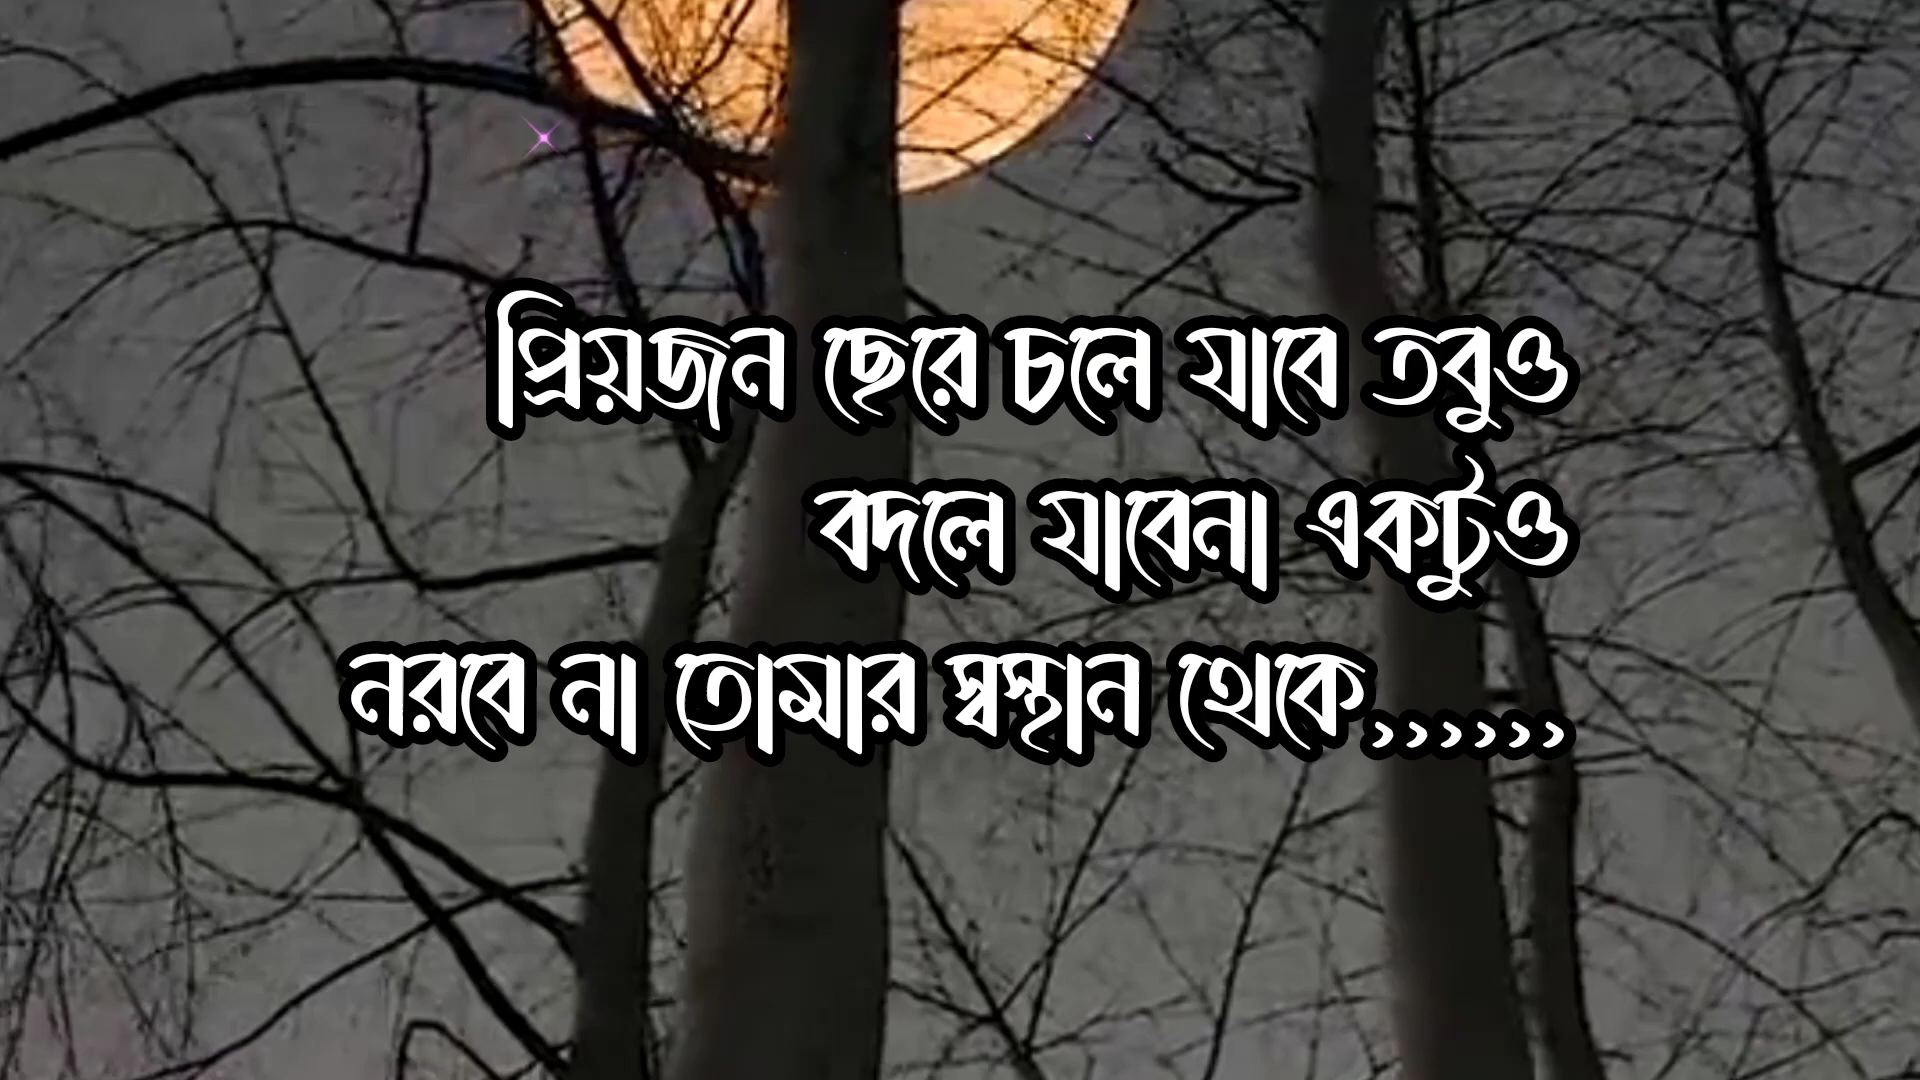 প্রিয়জন ছেরে চলে যাবে তবুও
বদলে যাবেনা একটুও
নরবে না তোমার স্বস্থান থেকে,,,,,,